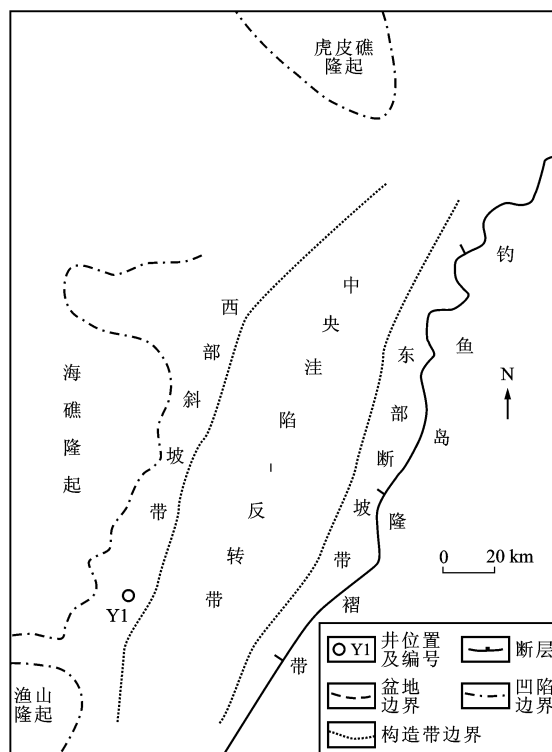 虎皮礁
隆起
钓鱼岛隆褶带
西部斜坡带
中央洼陷-反转带
东部断坡带
海礁隆起
N
0 20 km
Y1
渔山
隆起
Y1 井位置
及编号
断层
盆地
边界
凹陷
边界
构造带边界